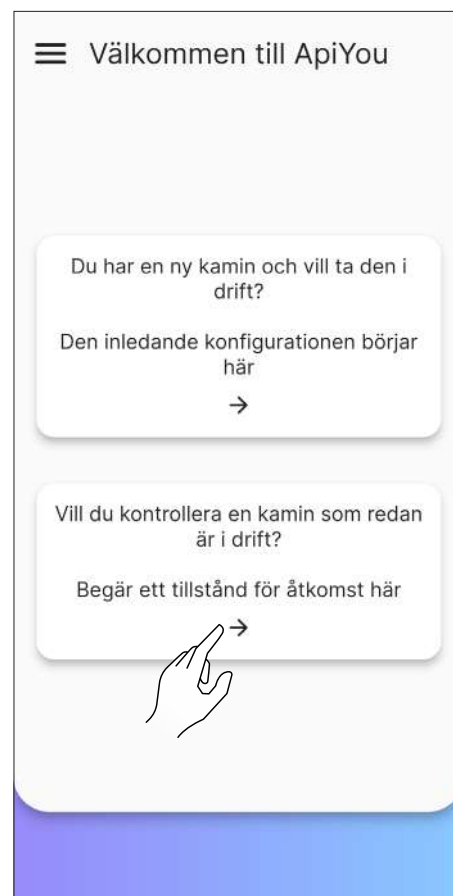 Välkommen till ApiYou
Du har en ny kamin och vill ta den i
drift?
Den inledande konfigurationen börjar
här
Vill du kontrollera en kamin som redan
är i drift?
Begär ett tillstånd för åtkomst här